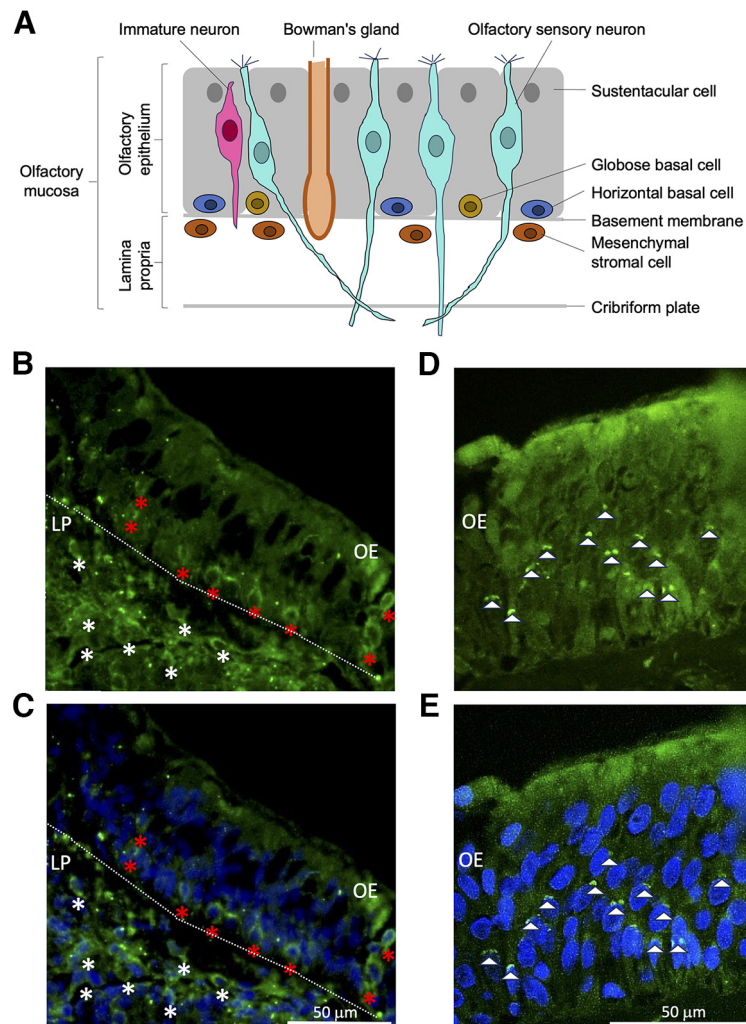 A
Immature neuron
Bowman's gland
Olfactory sensory neuron
Olfactory
mucosa
Olfactory
epithelium
Lamina
propria
Sustentacular cell
Globose basal cell
Horizontal basal cell
Basement membrane
Mesenchymal
stromal cell
Cribriform plate
B
LP
OE
D
OE
C
LP
OE
50 µm
E
OE
50 µm